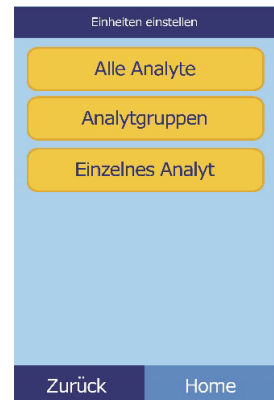 Einheiten einstellen
Alle Analyte
Analytgruppen
Einzelnes Analyt
Zurück Home